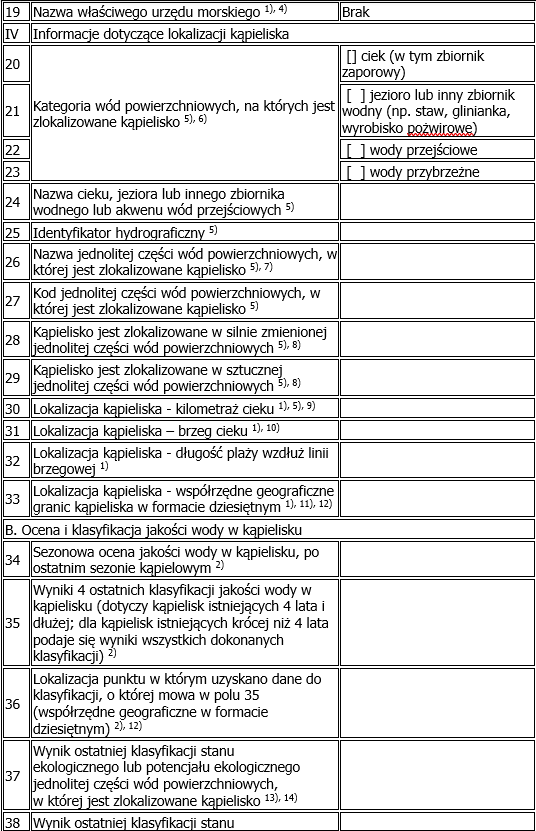 19 Nazwa właściwego urzędu morskiego 1), 4) Brak
IV Informacje dotyczące lokalizacji kąpieliska
20 [] ciek (w tym zbiornik
zaporowy)
21 Kategoria wód powierzchniowych, na których jest
zlokalizowane kąpielisko 5), 6)
[ ] jezioro lub inny zbiornik
wodny (np. staw, glinianka,
wyrobisko pożwirowe)
22 [ ] wody przejściowe
23 [ ] wody przybrzeżne
24 Nazwa cieku, jeziora lub innego zbiornika
wodnego lub akwenu wód przejściowych 5)
25 Identyfikator hydrograficzny 5)
26 Nazwa jednolitej części wód powierzchniowych, w
której jest zlokalizowane kąpielisko 5), 7)
27 Kod jednolitej części wód powierzchniowych, w
której jest zlokalizowane kąpielisko 5)
28 Kąpielisko jest zlokalizowane w silnie zmienionej
jednolitej części wód powierzchniowych 5), 8)
29 Kąpielisko jest zlokalizowane w sztucznej
jednolitej części wód powierzchniowych 5), 8)
30 Lokalizacja kąpieliska - kilometraż cieku 1), 5), 9)
31 Lokalizacja kąpieliska – brzeg cieku 1), 10)
32 Lokalizacja kąpieliska - długość plaży wzdłuż linii
brzegowej 1)
33 Lokalizacja kąpieliska - współrzędne geograficzne
granic kąpieliska w formacie dziesiętnym 1), 11), 12)
B. Ocena i klasyfikacja jakości wody w kąpielisku
34 Sezonowa ocena jakości wody w kąpielisku, po
ostatnim sezonie kąpielowym 2)
35 Wyniki 4 ostatnich klasyfikacji jakości wody w
kąpielisku (dotyczy kąpielisk istniejących 4 lata i
dłużej; dla kąpielisk istniejących krócej niż 4 lata
podaje się wyniki wszystkich dokonanych
klasyfikacji) 2)
36 Lokalizacja punktu w którym uzyskano dane do
klasyfikacji, o której mowa w polu 35
(współrzędne geograficzne w formacie
dziesiętnym) 2), 12)
37 Wynik ostatniej klasyfikacji stanu
ekologicznego lub potencjału ekologicznego
jednolitej części wód powierzchniowych,
w której jest zlokalizowane kąpielisko 13), 14)
38 Wynik ostatniej klasyfikacji stanu